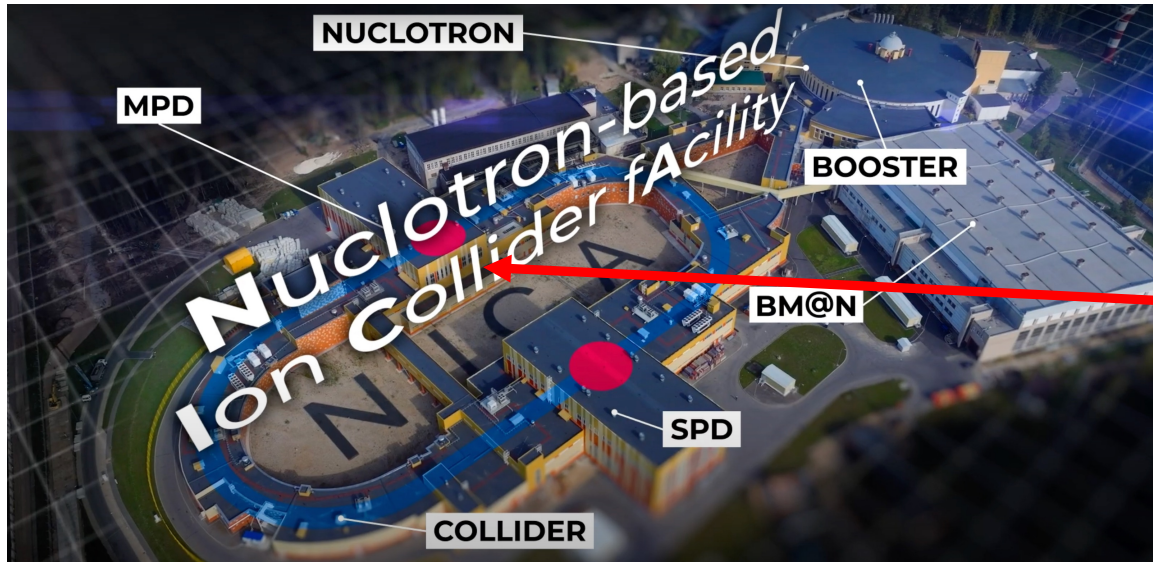 NUCLOTRON
MPD
Nuclotron-based
Ion Collider fAcility
BOOSTER
BM@N
NICA
SPD
COLLIDER